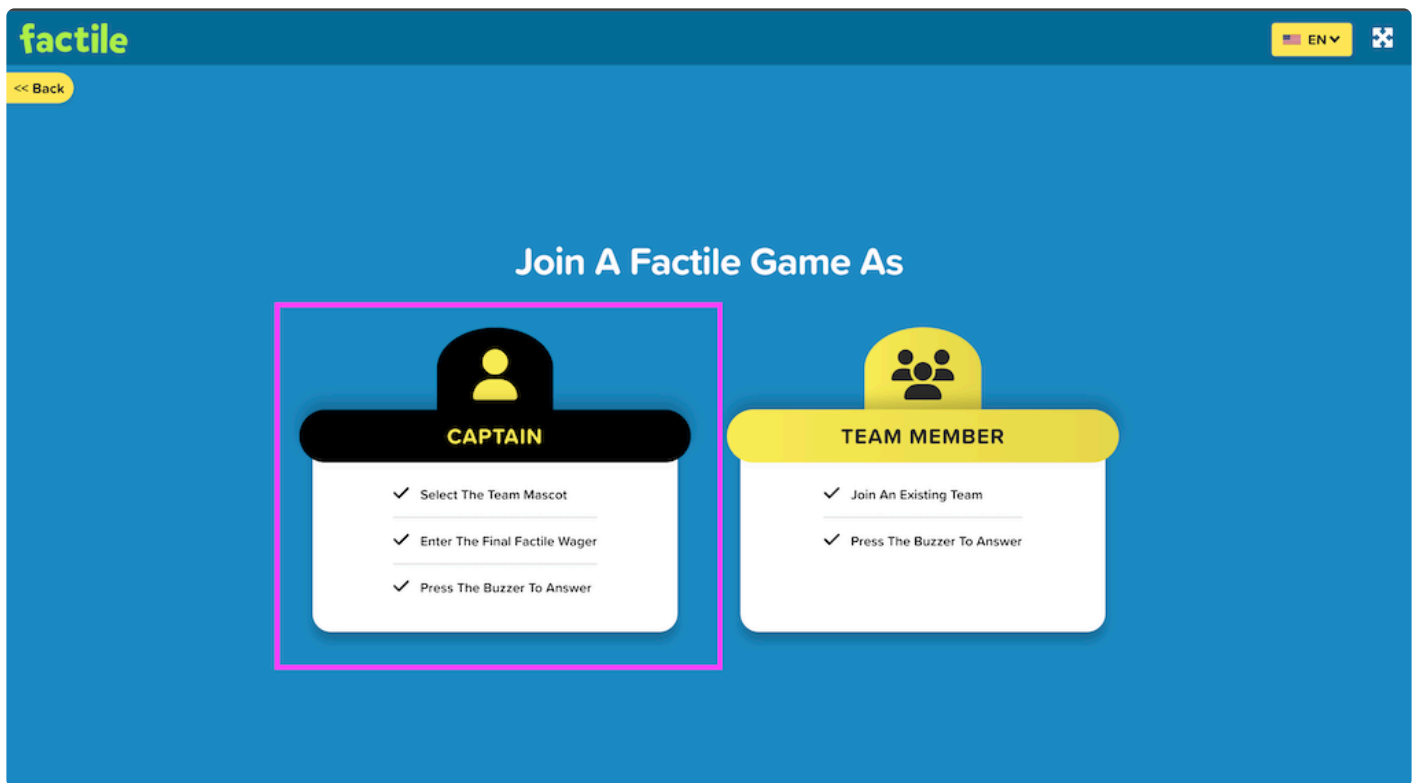 factile
EN
<< Back
Join A Factile Game As
CAPTAIN
Select The Team Mascot
Enter The Final Factile Wager
Press The Buzzer To Answer
TEAM MEMBER
Join An Existing Team
Press The Buzzer To Answer